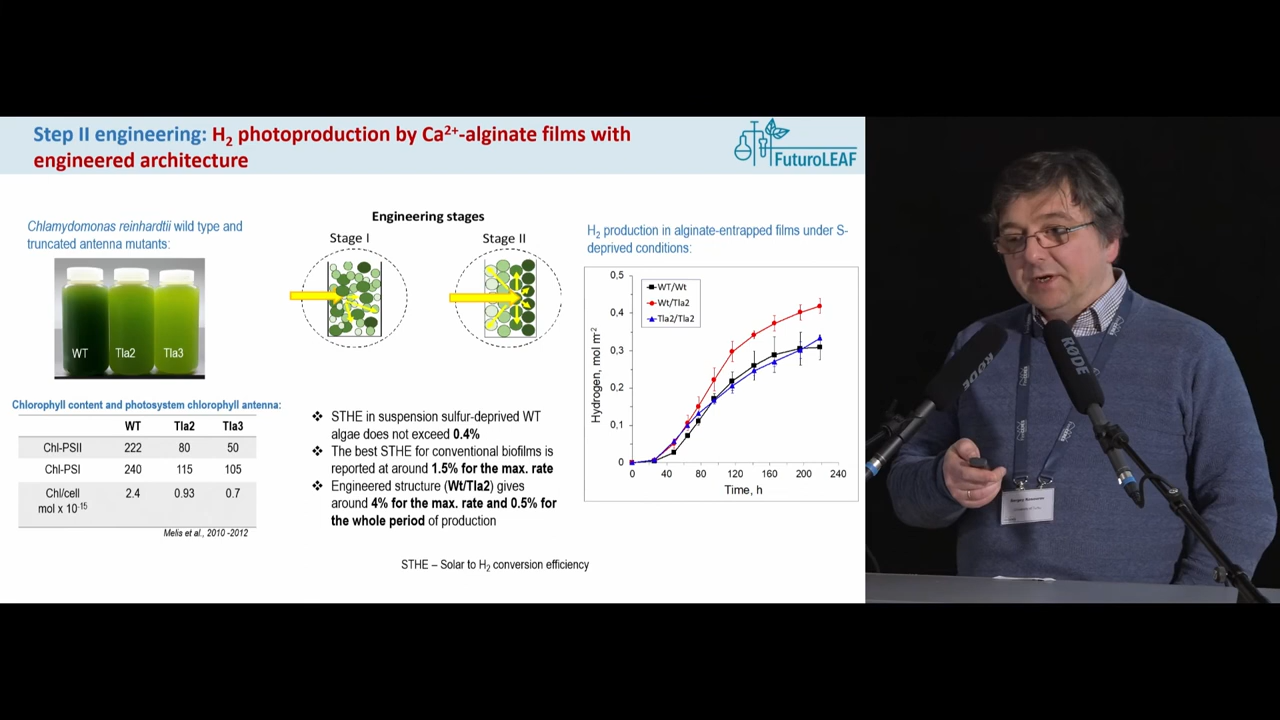 Step II engineering: H₂ photoproduction by Ca²⁺-alginate films with
engineered architecture
FuturoLEAF
Chlamydomonas reinhardtii wild type and
truncated antenna mutants:
WT
Tla2
Tla3
Chlorophyll content and photosystem chlorophyll antenna:
WT Tla2 Tla3
Chl-PSII 222 80 50
Chl-PSI 240 115 105
Chl/cell 2.4 0.93 0.7
mol x 10⁻¹⁵
Melis et al., 2010 -2012
Engineering stages
Stage I
Stage II
❖ STHE in suspension sulfur-deprived WT
algae does not exceed 0.4%
❖ The best STHE for conventional biofilms is
reported at around 1.5% for the max. rate
❖ Engineered structure (Wt/Tla2) gives
around 4% for the max. rate and 0.5% for
the whole period of production
STHE – Solar to H₂ conversion efficiency
H₂ production in alginate-entrapped films under S-
deprived conditions:
0,5
0,4
0,3
0,2
0,1
0
Hydrogen, mol m⁻²
WT/Wt
Wt/Tla2
Tla2/Tla2
0 40 80 120 160 200 240
Time, h
RØDE
RØDE